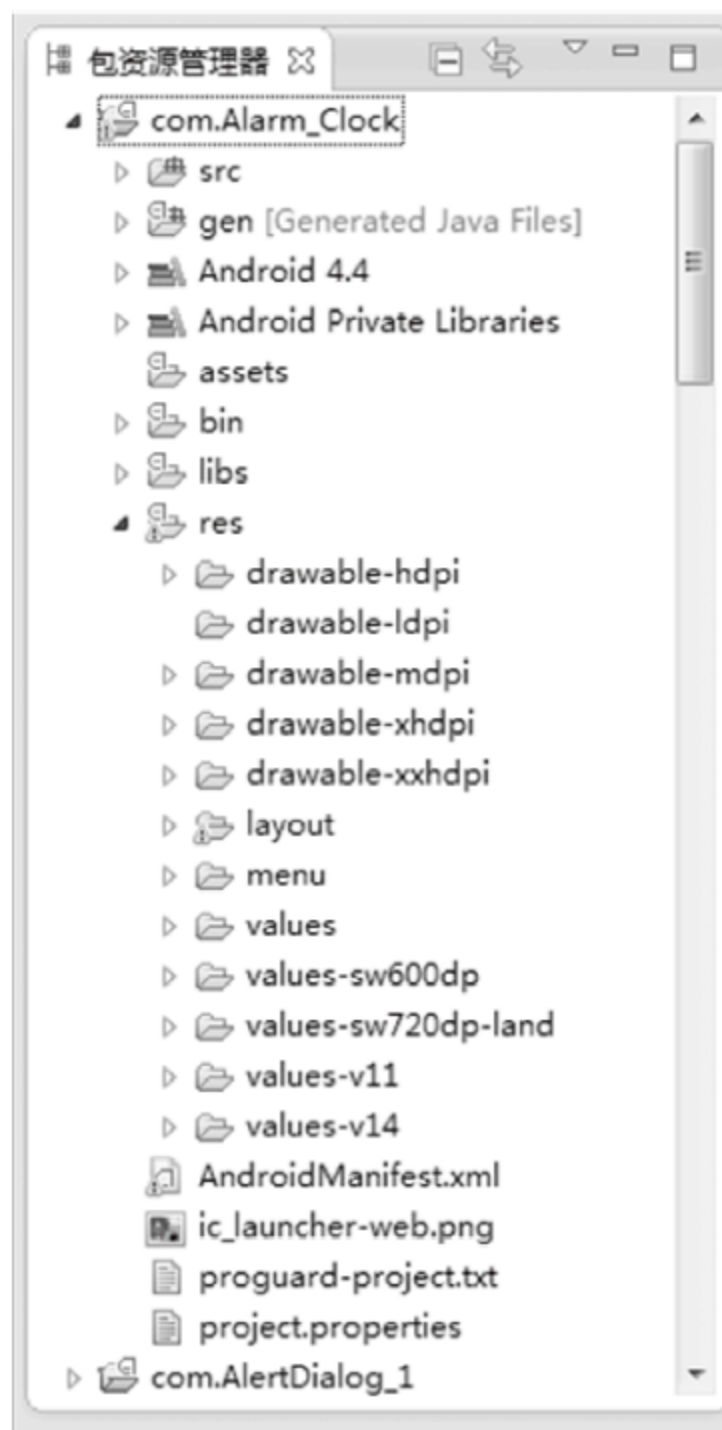 包资源管理器
com.Alarm_Clock
src
gen [Generated Java Files]
Android 4.4
Android Private Libraries
assets
bin
libs
res
drawable-hdpi
drawable-ldpi
drawable-mdpi
drawable-xhdpi
drawable-xxhdpi
layout
menu
values
values-sw600dp
values-sw720dp-land
values-v11
values-v14
AndroidManifest.xml
ic_launcher-web.png
proguard-project.txt
project.properties
com.AlertDialog_1